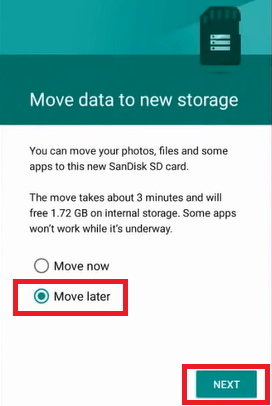 Move data to new storage
You can move your photos, files and some
apps to this new SanDisk SD card.
The move takes about 3 minutes and will
free 1.72 GB on internal storage. Some apps
won't work while it's underway.
Move now
Move later
NEXT